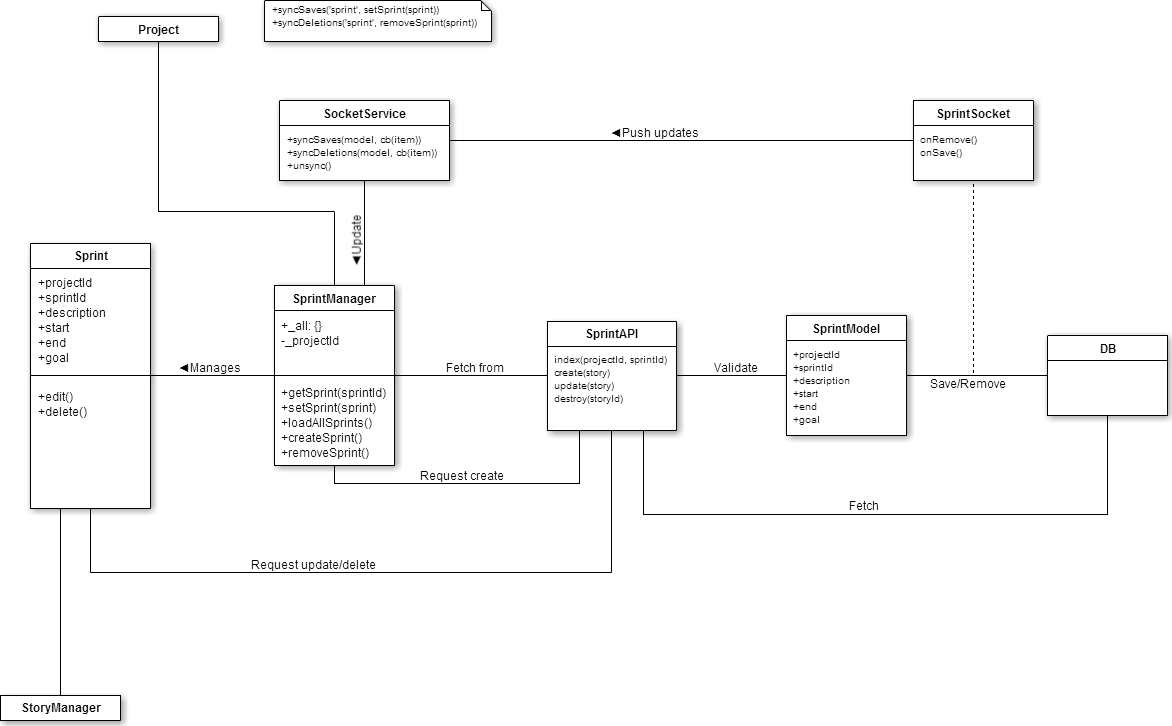 +syncSaves('sprint', setSprint(sprint))
+syncDeletions('sprint', removeSprint(sprint))
Project
SocketService
+syncSaves(model, cb(item))
+syncDeletions(model, cb(item))
+unsync()
◄Push updates
SprintSocket
onRemove()
onSave()
◄Update
Sprint
+projectId
+sprintId
+description
+start
+end
+goal
+edit()
+delete()
◄Manages
SprintManager
+_all: {}
-_projectId
+getSprint(sprintId)
+setSprint(sprint)
+loadAllSprints()
+createSprint()
+removeSprint()
Fetch from
SprintAPI
index(projectId, sprintId)
create(story)
update(story)
destroy(storyId)
Validate
SprintModel
+projectId
+sprintId
+description
+start
+end
+goal
Save/Remove
DB
Request create
Fetch
Request update/delete
StoryManager